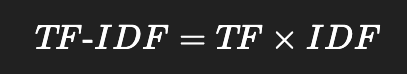 TF-IDF = TF × IDF